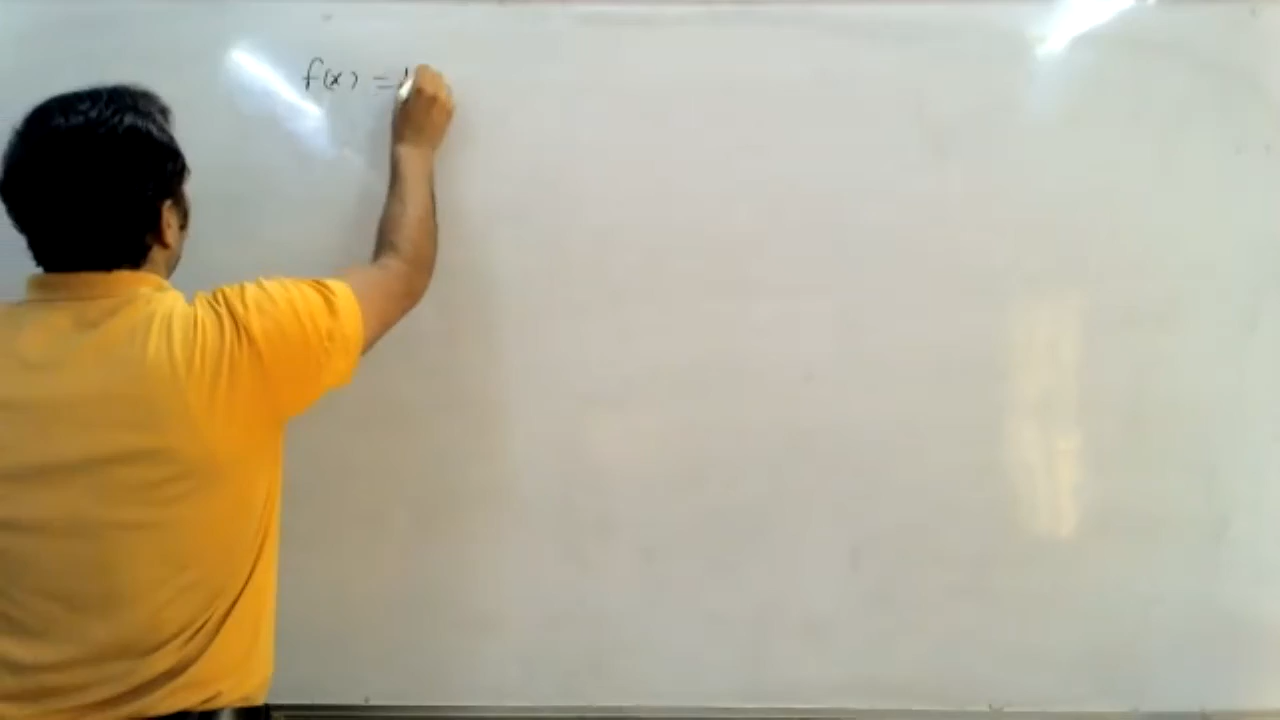 f(x) =